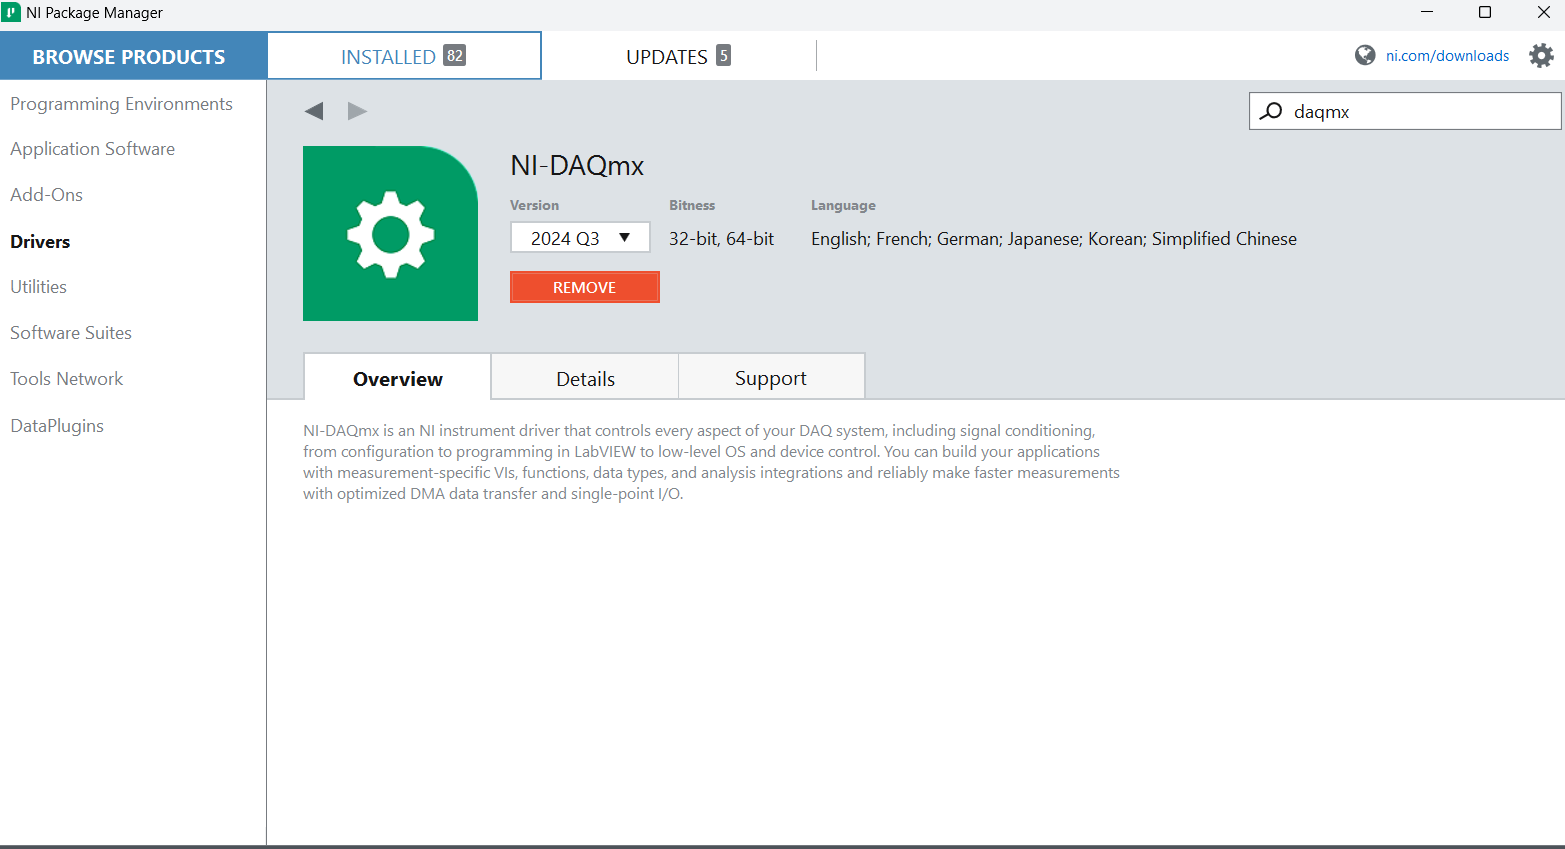 NI Package Manager
BROWSE PRODUCTS
INSTALLED 82
UPDATES 5
ni.com/downloads
Programming Environments
Application Software
Add-Ons
Drivers
Utilities
Software Suites
Tools Network
DataPlugins
daqmx
NI-DAQmx
Version Bitness Language
2024 Q3 32-bit, 64-bit English; French; German; Japanese; Korean; Simplified Chinese
REMOVE
Overview Details Support
NI-DAQmx is an NI instrument driver that controls every aspect of your DAQ system, including signal conditioning,
from configuration to programming in LabVIEW to low-level OS and device control. You can build your applications
with measurement-specific VIs, functions, data types, and analysis integrations and reliably make faster measurements
with optimized DMA data transfer and single-point I/O.